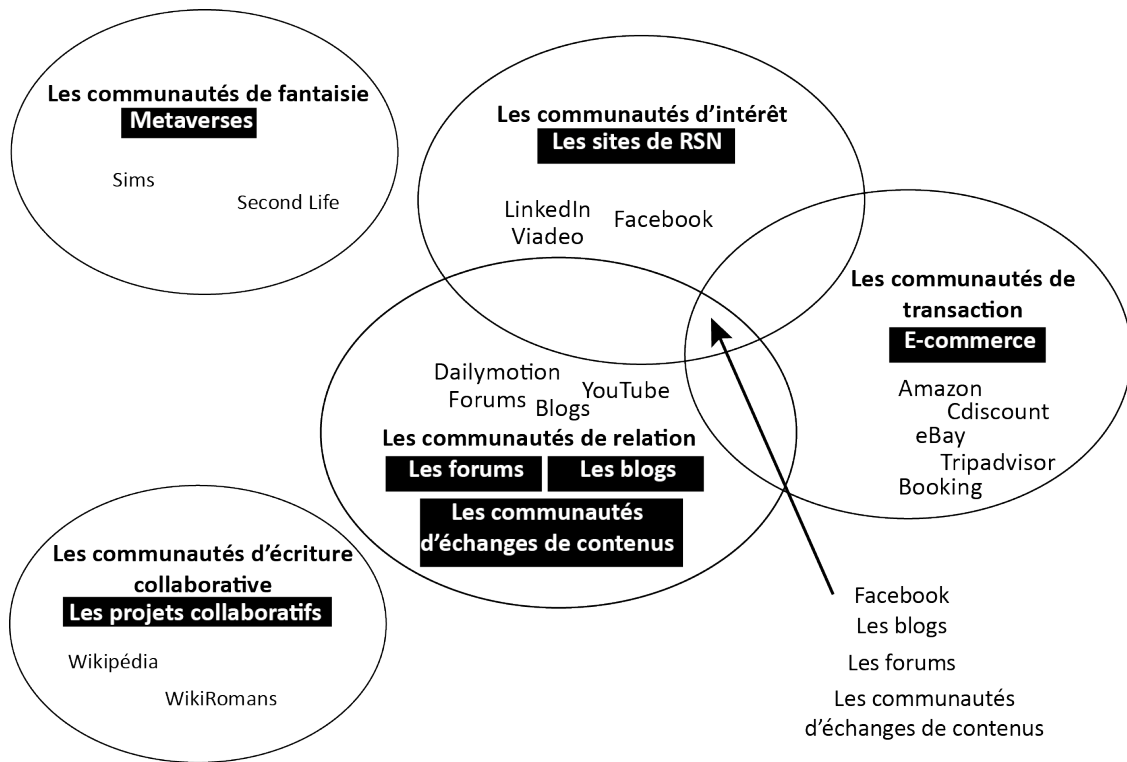 Les communautés de fantaisie
Metaverses
Sims
Second Life
Les communautés d’intérêt
Les sites de RSN
LinkedIn
Facebook
Viadeo
Les communautés de
transaction
E-commerce
Amazon
Cdiscount
eBay
Tripadvisor
Booking
Dailymotion
YouTube
Forums
Blogs
Les communautés de relation
Les forums
Les blogs
Les communautés
d’échanges de contenus
Les communautés d’écriture
collaborative
Les projets collaboratifs
Wikipédia
WikiRomans
Facebook
Les blogs
Les forums
Les communautés
d’échanges de contenus